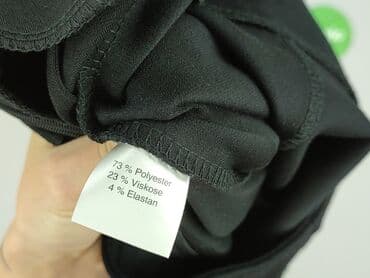 73 % Polyester
23 % Viskose
4 % Elastan